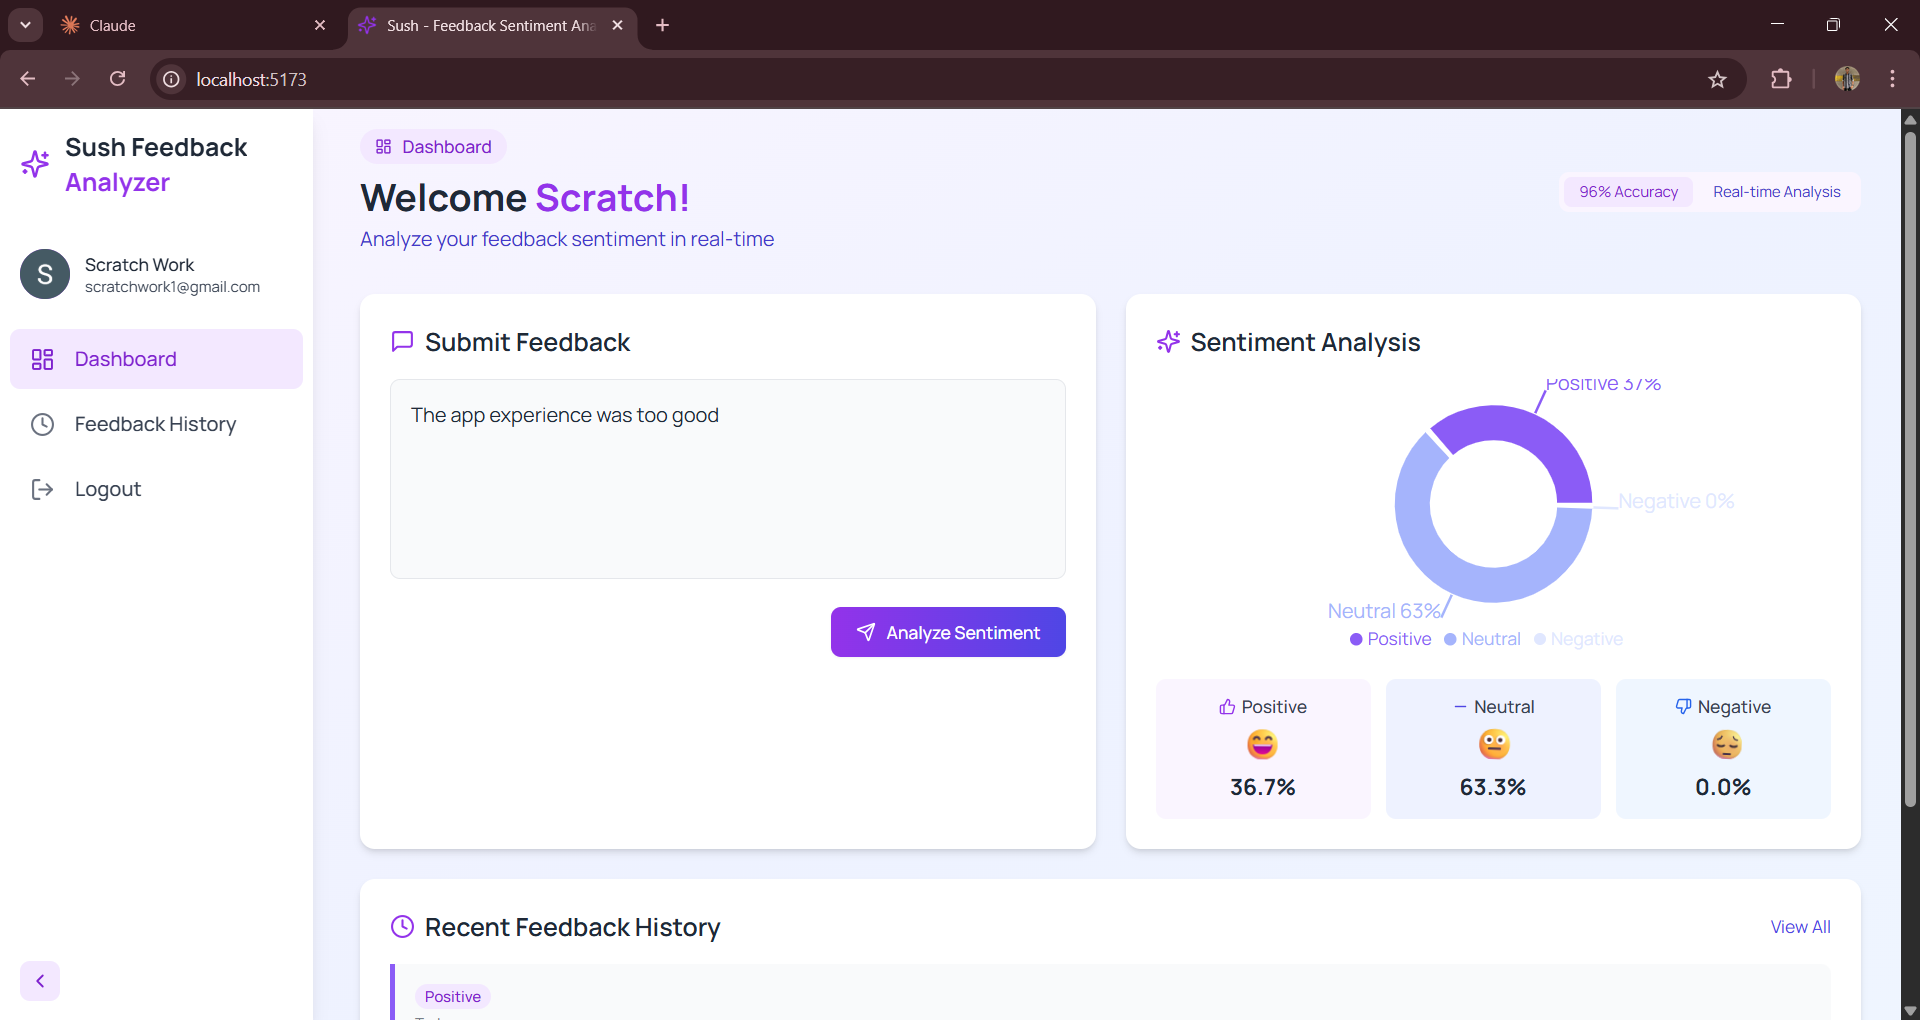 Claude
Sush - Feedback Sentiment Ana
localhost:5173
Sush Feedback
Analyzer
S
Scratch Work
scratchwork1@gmail.com
Dashboard
Feedback History
Logout
Dashboard
Welcome Scratch!
Analyze your feedback sentiment in real-time
96% Accuracy
Real-time Analysis
Submit Feedback
The app experience was too good
Analyze Sentiment
Sentiment Analysis
Positive 37%
Negative 0%
Neutral 63%
Positive Neutral Negative
Positive
36.7%
Neutral
63.3%
Negative
0.0%
Recent Feedback History
View All
Positive